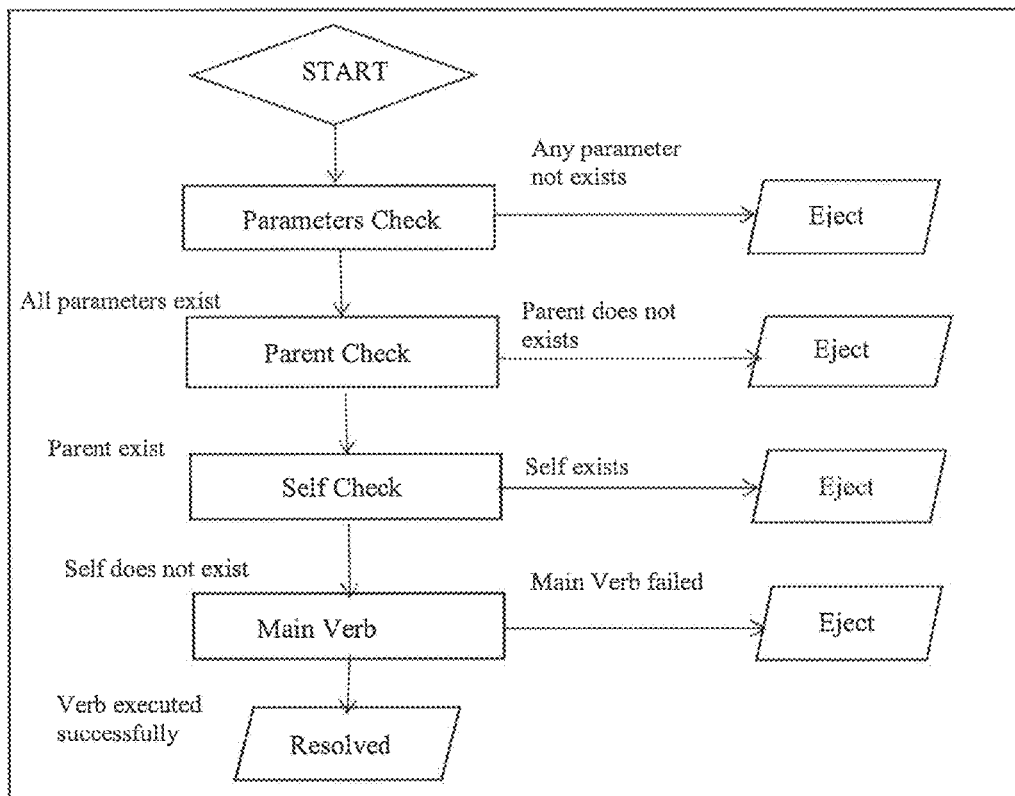 START
Any parameter
not exists
Parameters Check
Eject
All parameters exist
Parent does not
exists
Parent Check
Eject
Parent exist
Self exists
Self Check
Eject
Self does not exist
Main Verb failed
Main Verb
Eject
Verb executed
successfully
Resolved